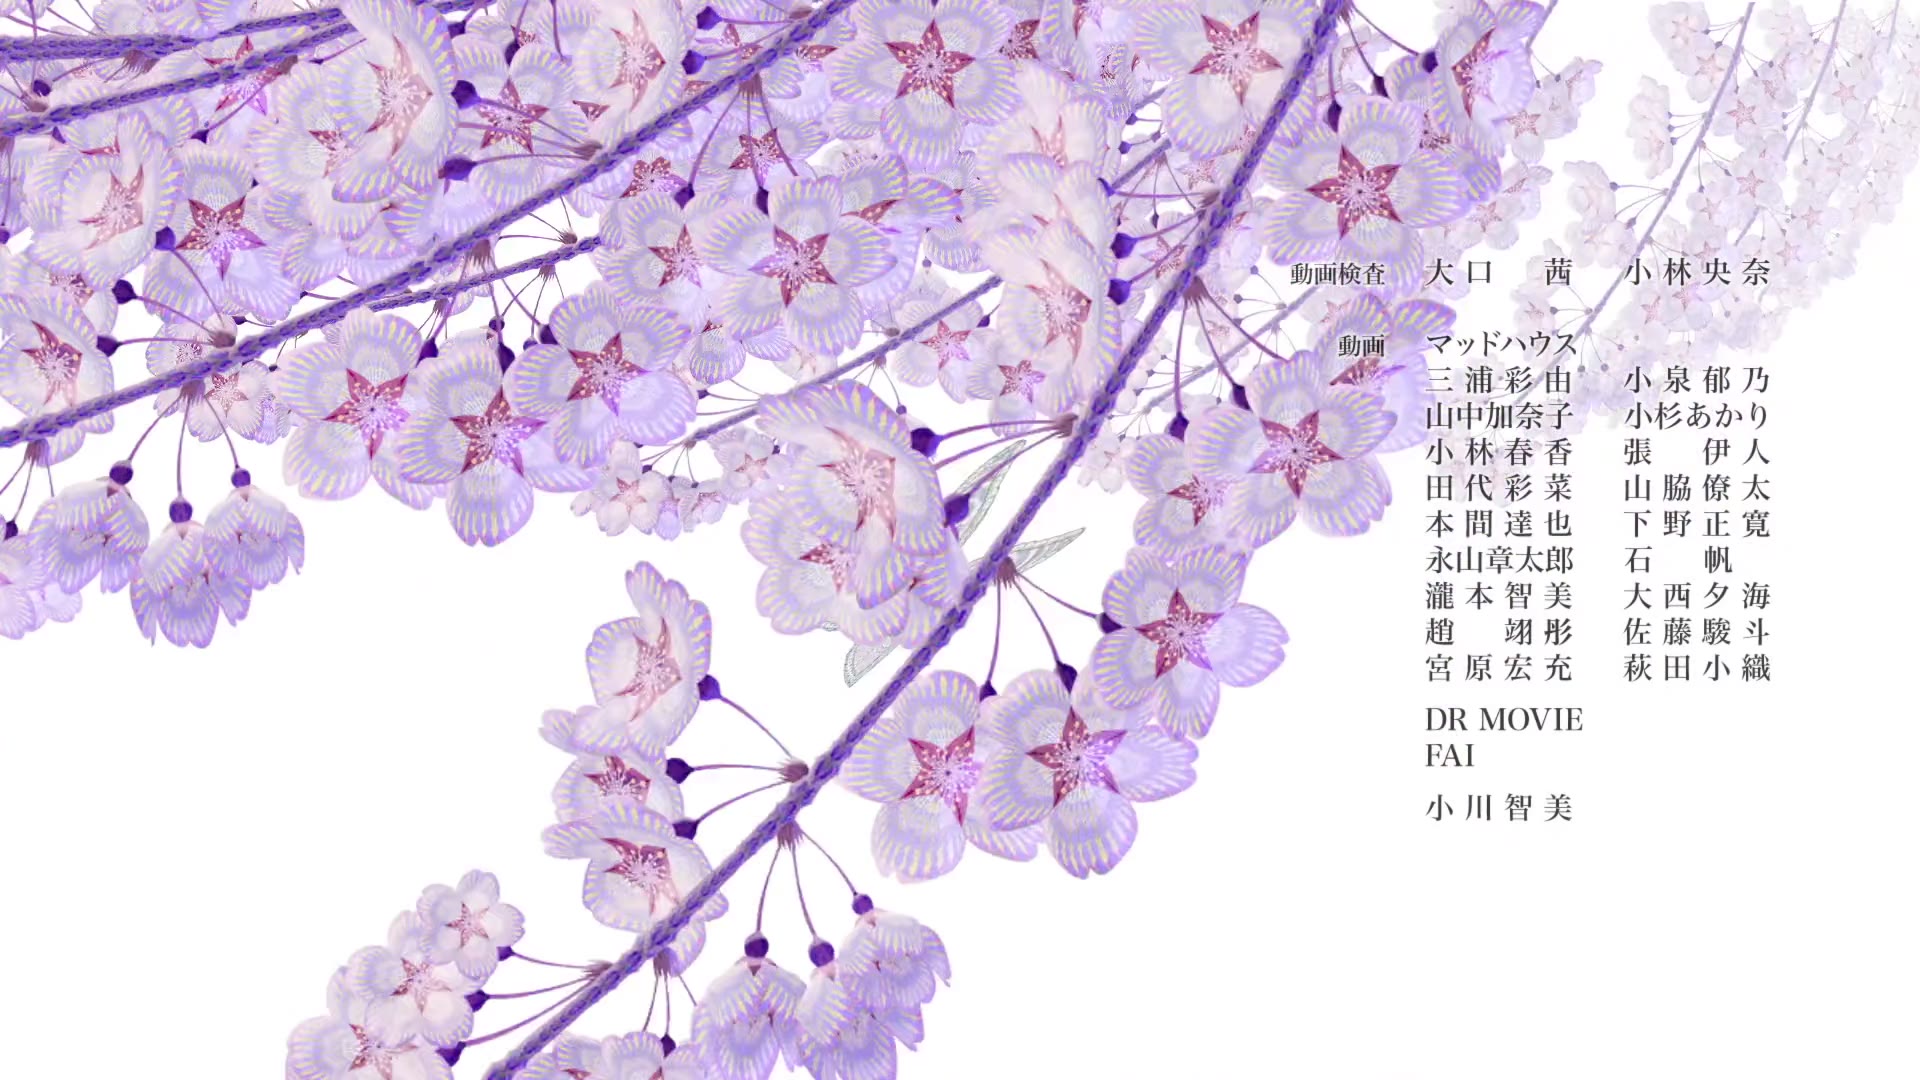 動画検査 大口 茜 小林央奈
動画 マッドハウス
三浦彩由 小泉郁乃
山中加奈子 小杉あかり
小林春香 張 伊人
田代彩菜 山脇僚太
本間達也 下野正寛
永山章太郎 石 帆
瀧本智美 大西夕海
趙 翊彤 佐藤駿斗
宮原宏充 萩田小織
DR MOVIE
FAI
小川智美